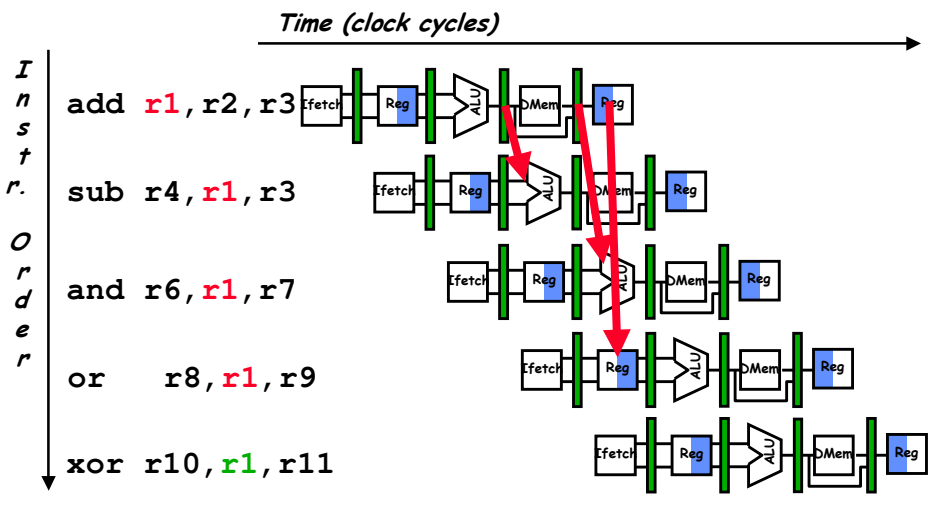 Time (clock cycles)
Instr. Order
add r1,r2,r3 Ifetch Reg ALU DMem Reg
sub r4,r1,r3 Ifetch Reg ALU DMem Reg
and r6,r1,r7 Ifetch Reg ALU DMem Reg
or r8,r1,r9 Ifetch Reg ALU DMem Reg
xor r10,r1,r11 Ifetch Reg ALU DMem Reg